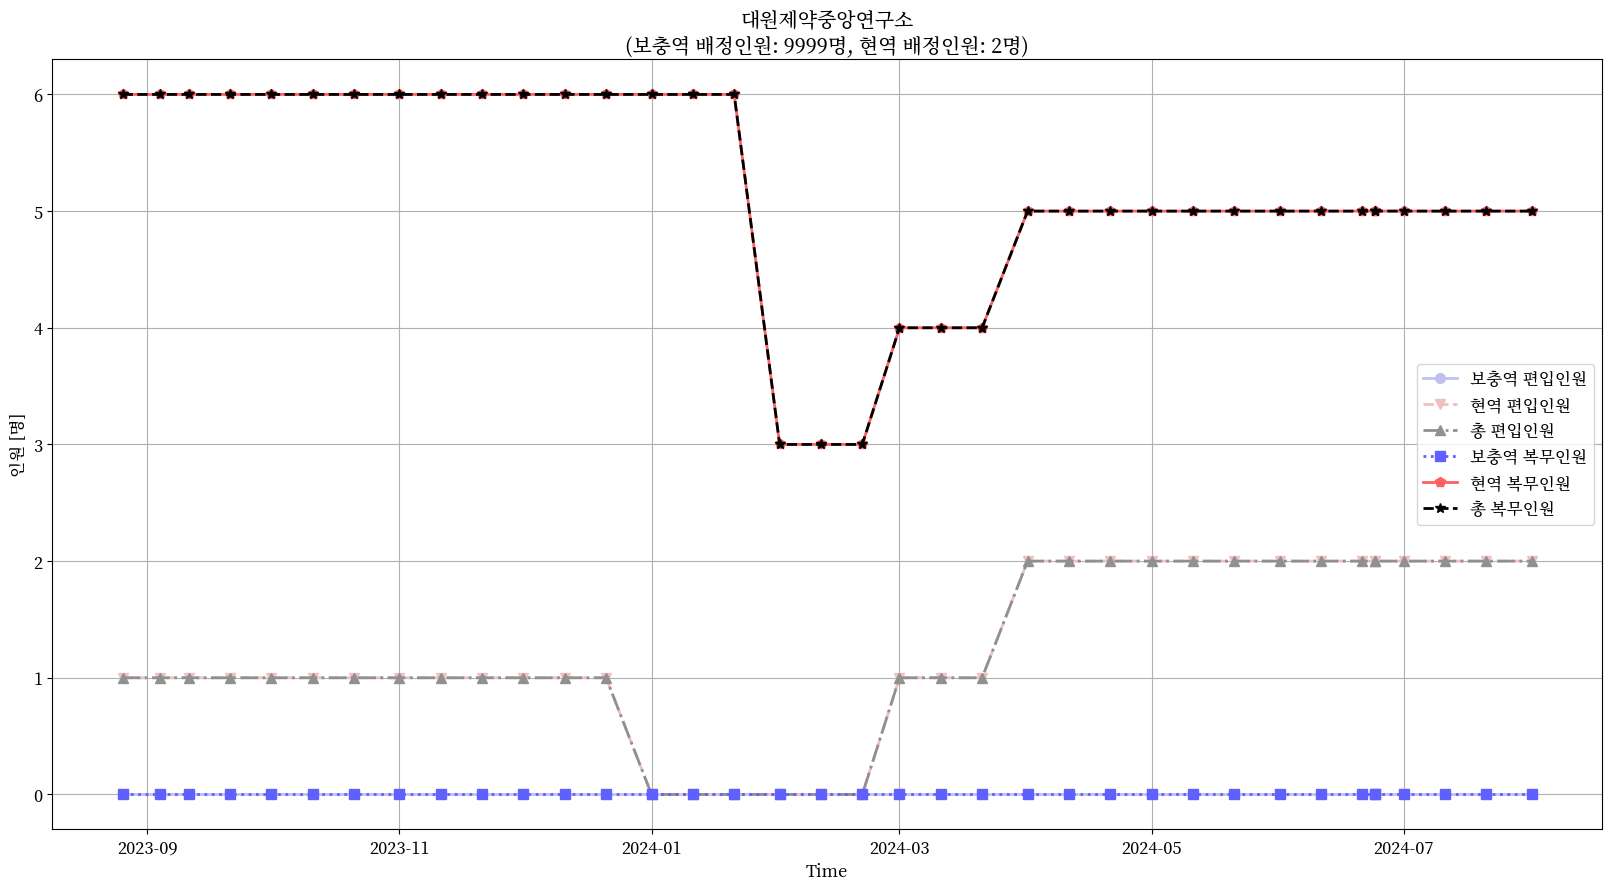 대원제약중앙연구소
(보충역 배정인원: 9999명, 현역 배정인원: 2명)
인원 [명]
6
5
4
3
2
1
0
보충역 편입인원
현역 편입인원
총 편입인원
보충역 복무인원
현역 복무인원
총 복무인원
2023-09
2023-11
2024-01
2024-03
2024-05
2024-07
Time